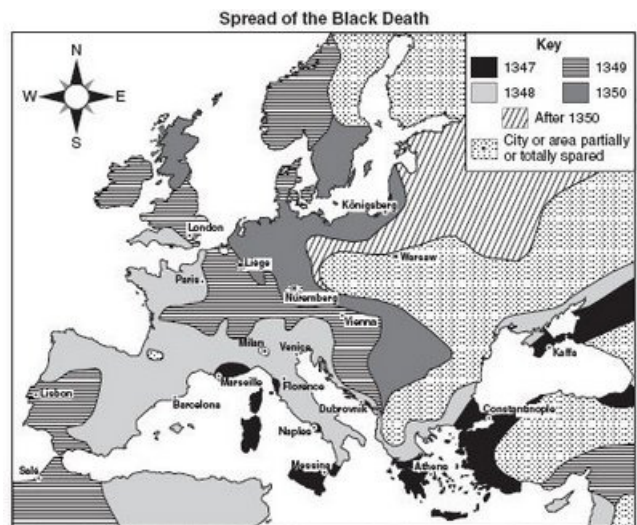 Spread of the Black Death
N
W E
S
Key
1347 1349
1348 1350
After 1350
City or area partially
or totally spared
Königsberg
London
Liege
Warsaw
Paris
Nuremberg
Vienna
Milan
Venice
Kaffa
Marseille
Florence
Lisbon
Barcelona
Dubrovnik
Constantinople
Naples
Salé
Messina
Athens